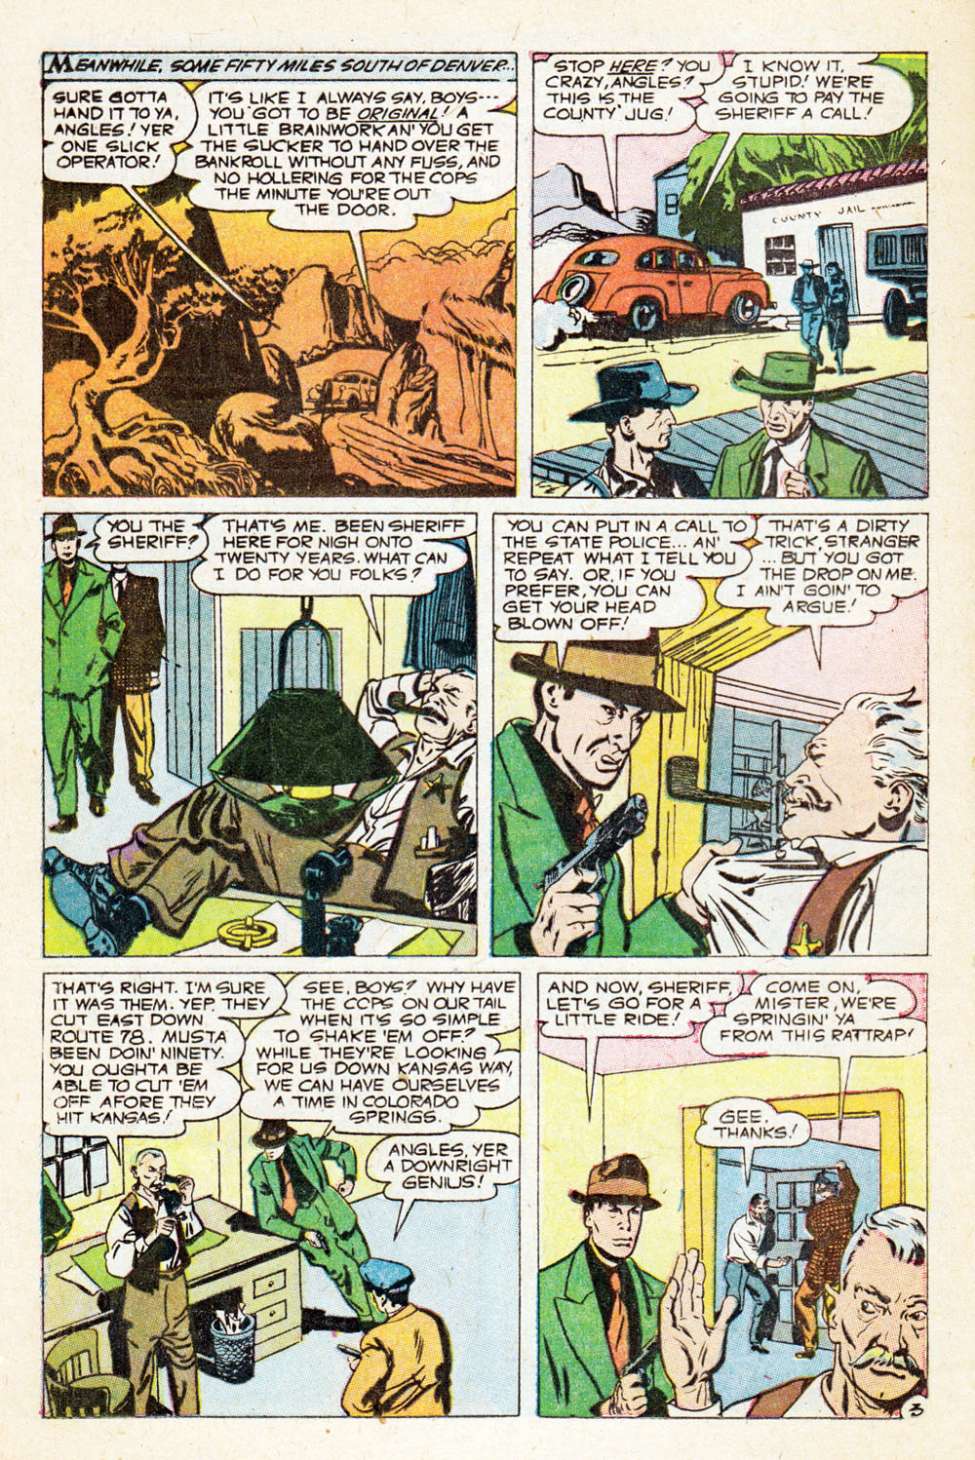 MEANWHILE, SOME FIFTY MILES SOUTH OF DENVER...
SURE GOTTA
HAND IT TO YA,
ANGLES! YER
ONE SLICK
OPERATOR!
IT'S LIKE I ALWAYS SAY, BOYS---
YOU GOT TO BE ORIGINAL! A
LITTLE BRAINWORK AN' YOU GET
THE SUCKER TO HAND OVER THE
BANKROLL WITHOUT ANY FUSS, AND
NO HOLLERING FOR THE COPS
THE MINUTE YOU'RE OUT
THE DOOR.
STOP HERE? YOU
CRAZY, ANGLES?
THIS IS THE
COUNTY JUG!
I KNOW IT,
STUPID! WE'RE
GOING TO PAY THE
SHERIFF A CALL!
COUNTY JAIL
YOU THE
SHERIFF?
THAT'S ME. BEEN SHERIFF
HERE FOR NIGH ONTO
TWENTY YEARS. WHAT CAN
I DO FOR YOU FOLKS?
YOU CAN PUT IN A CALL TO
THE STATE POLICE... AN'
REPEAT WHAT I TELL YOU
TO SAY. OR, IF YOU
PREFER, YOU CAN
GET YOUR HEAD
BLOWN OFF!
THAT'S A DIRTY
TRICK, STRANGER
...BUT YOU GOT
THE DROP ON ME.
I AIN'T GOIN' TO
ARGUE!
THAT'S RIGHT. I'M SURE
IT WAS THEM. YEP, THEY
CUT EAST DOWN
ROUTE 78. MUSTA
BEEN DOIN' NINETY.
YOU OUGHTA BE
ABLE TO CUT 'EM
OFF AFORE THEY
HIT KANSAS!
SEE, BOYS? WHY HAVE
THE COPS ON OUR TAIL
WHEN IT'S SO SIMPLE
TO SHAKE 'EM OFF?
WHILE THEY'RE LOOKING
FOR US DOWN KANSAS WAY,
WE CAN HAVE OURSELVES
A TIME IN COLORADO
SPRINGS.
ANGLES, YER
A DOWNRIGHT
GENIUS!
AND NOW, SHERIFF,
LET'S GO FOR A
LITTLE RIDE!
COME ON,
MISTER, WE'RE
SPRINGIN' YA
FROM THIS RATTRAP!
GEE,
THANKS!
3